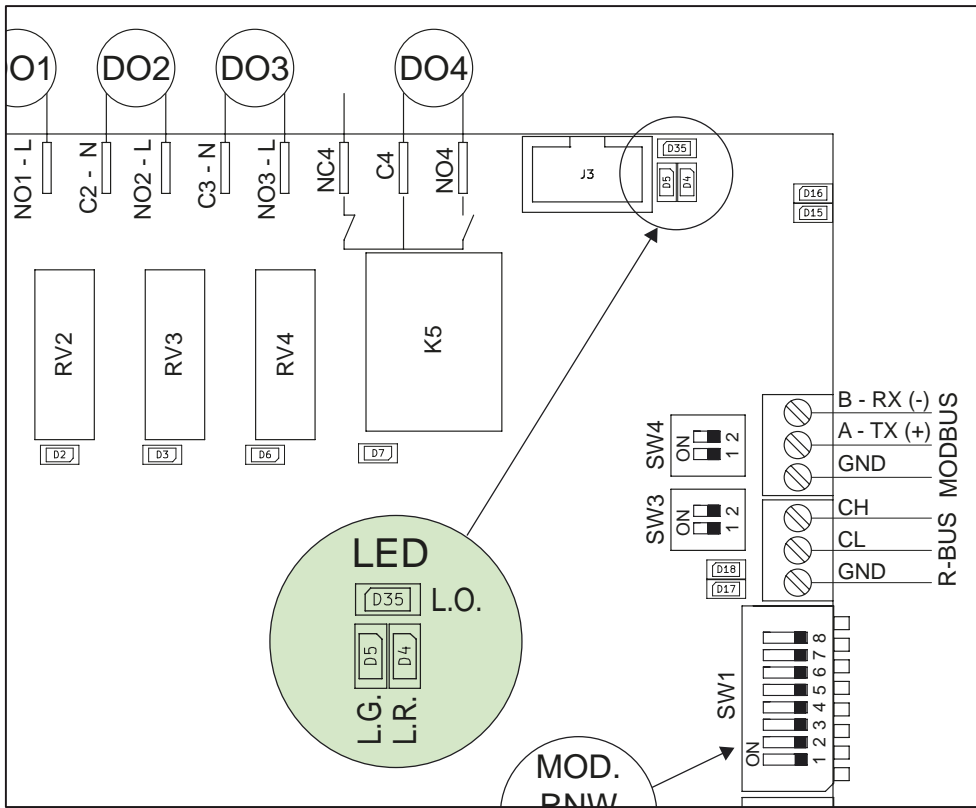 DO1
DO2
DO3
DO4
NO1 - L
C2 - N
NO2 - L
C3 - N
NO3 - L
NC4
C4
NO4
J3
D35
D5
D4
D16
D15
RV2
RV3
RV4
K5
D2
D3
D6
D7
SW4
ON
1 2
SW3
ON
1 2
B - RX (-)
A - TX (+)
GND
MODBUS
CH
CL
GND
R-BUS
D18
D17
LED
D35
L.O.
D5
D4
L.G.
L.R.
SW1
ON
1 2 3 4 5 6 7 8
MOD.